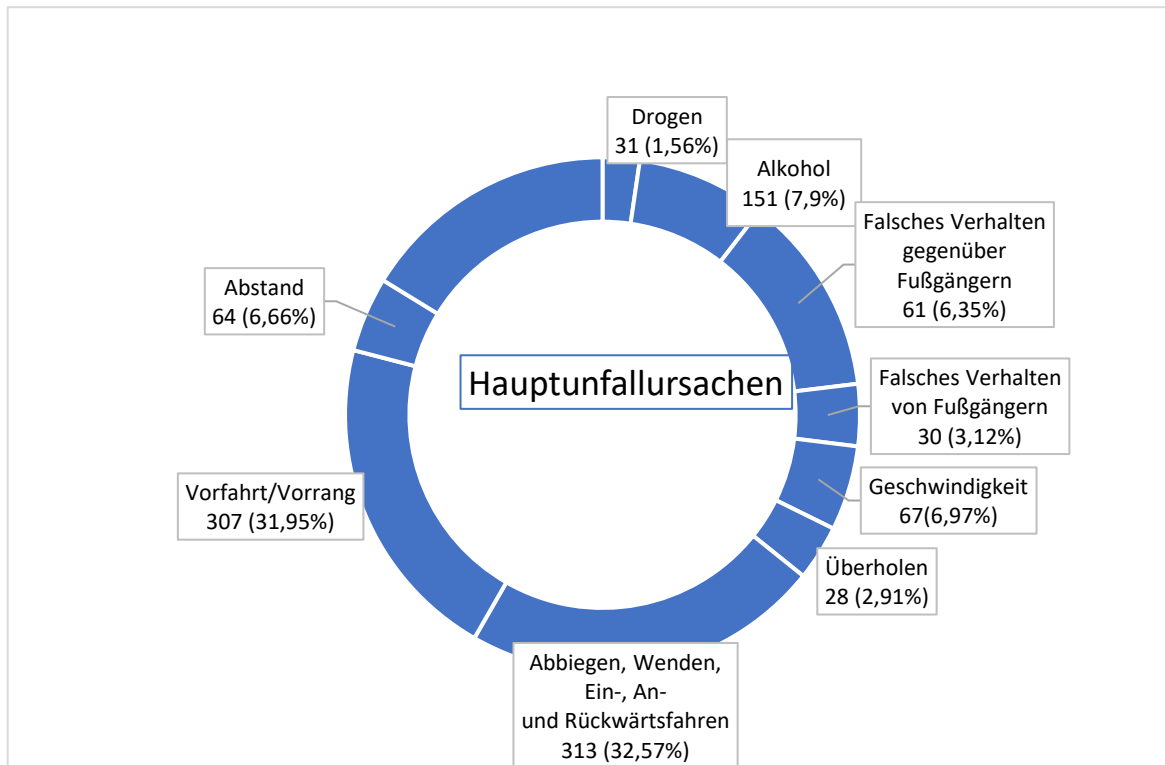 Drogen
31 (1,56%)
Alkohol
151 (7,9%)
Falsches Verhalten
gegenüber
Fußgängern
61 (6,35%)
Abstand
64 (6,66%)
Hauptunfallursachen
Falsches Verhalten
von Fußgängern
30 (3,12%)
Vorfahrt/Vorrang
307 (31,95%)
Geschwindigkeit
67(6,97%)
Überholen
28 (2,91%)
Abbiegen, Wenden,
Ein-, An-
und Rückwärtsfahren
313 (32,57%)